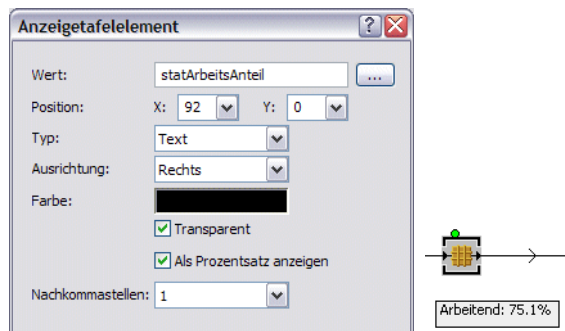 Anzeigetafelelement
Wert: statArbeitsAnteil ...
Position: X: 92 Y: 0
Typ: Text
Ausrichtung: Rechts
Farbe:
Transparent
Als Prozentsatz anzeigen
Nachkommastellen: 1
Arbeitend: 75.1%